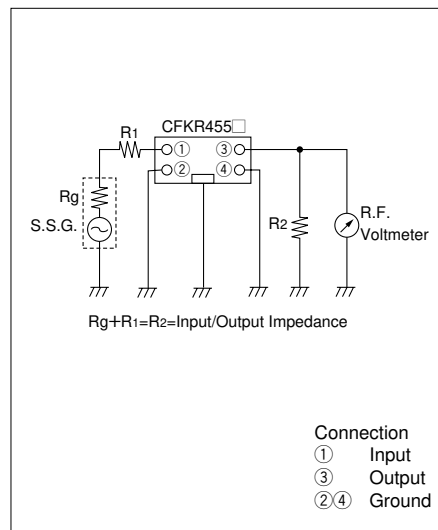 CFKR455□
R1
① ③
② ④
Rg
S.S.G.
R2
R.F.
Voltmeter
Rg+R1=R2=Input/Output Impedance
Connection
① Input
③ Output
②④ Ground